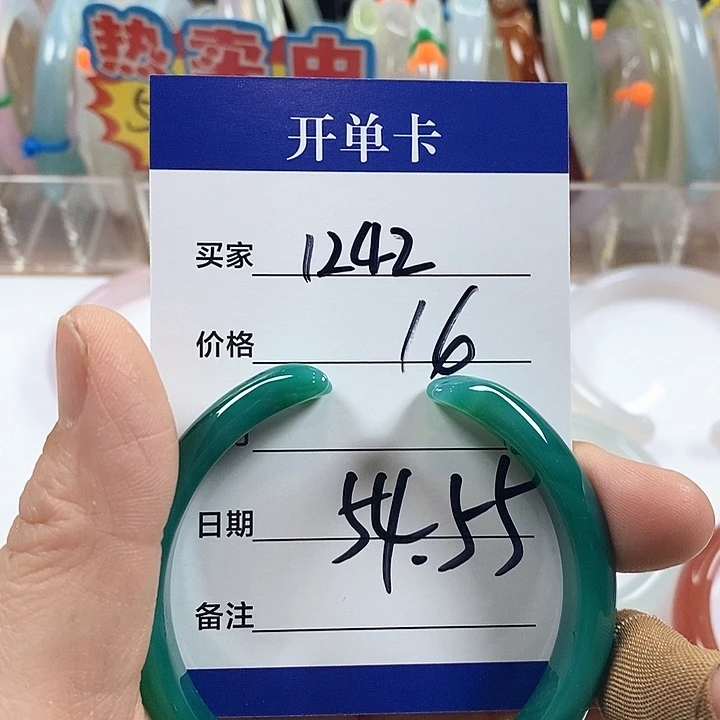 热卖中
开单卡
买家 1242
价格 16
日期 54.55
备注